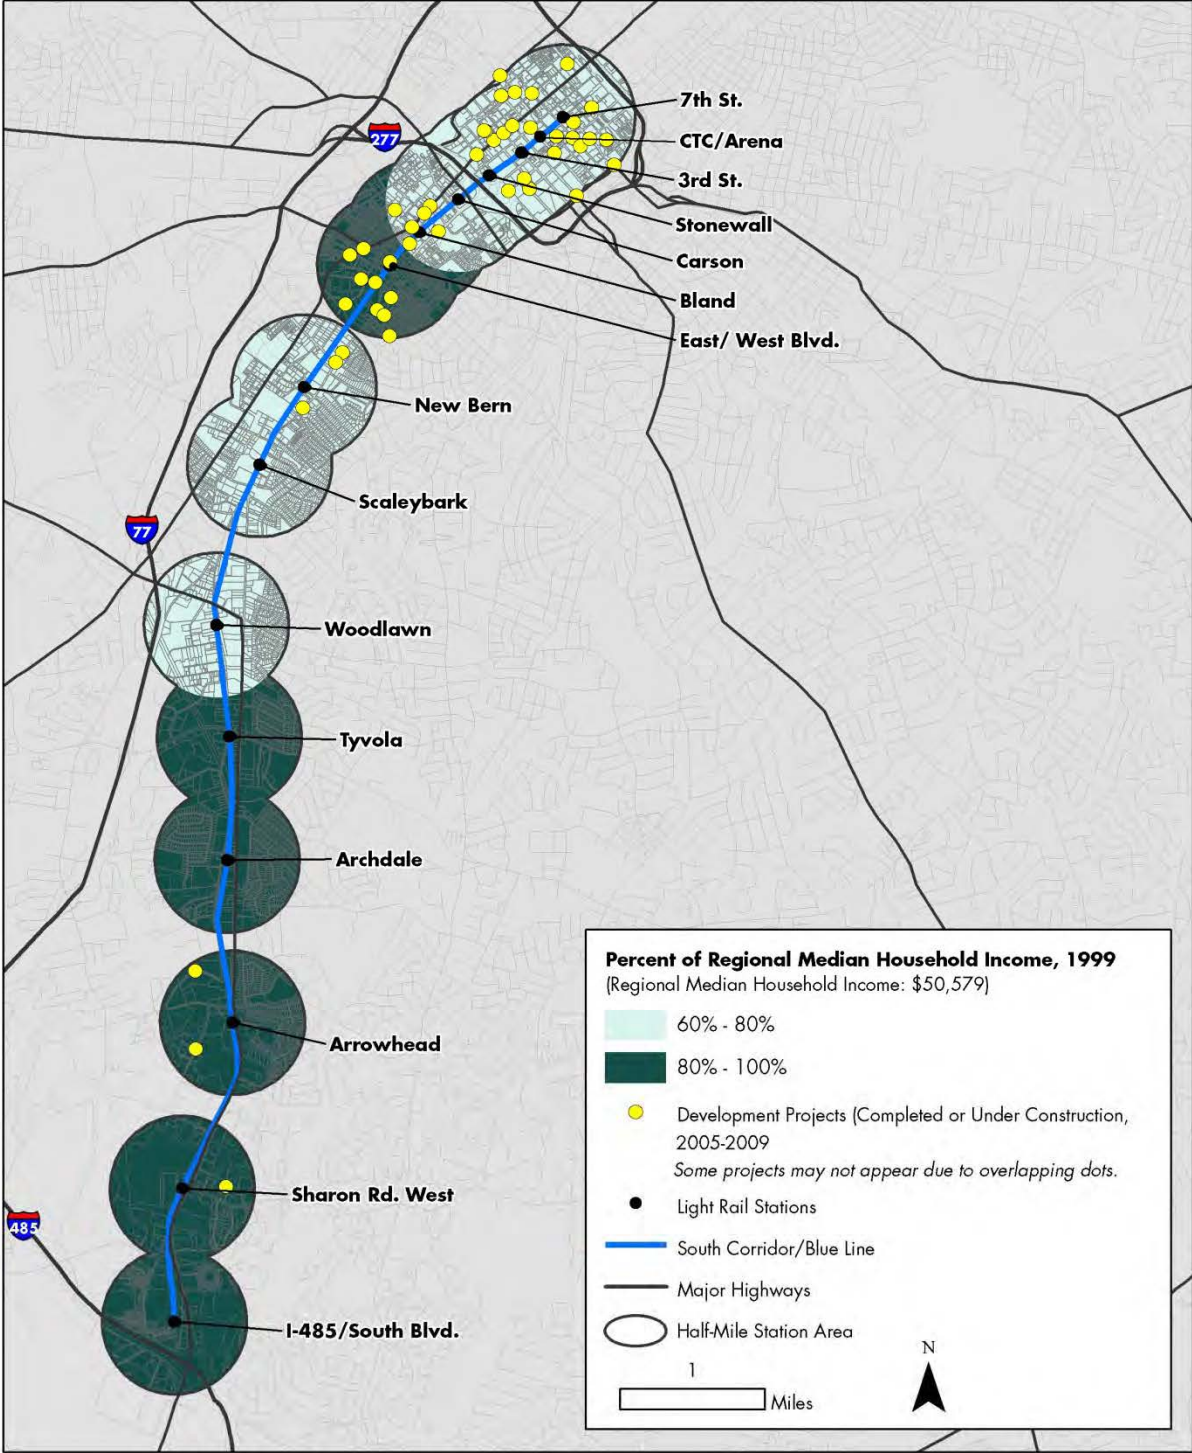 277
7th St.
CTC/Arena
3rd St.
Stonewall
Carson
Bland
East/ West Blvd.
New Bern
Scaleybark
77
Woodlawn
Tyvola
Archdale
Arrowhead
Sharon Rd. West
485
I-485/South Blvd.
Percent of Regional Median Household Income, 1999
(Regional Median Household Income: $50,579)
60% - 80%
80% - 100%
Development Projects (Completed or Under Construction,
2005-2009
Some projects may not appear due to overlapping dots.
Light Rail Stations
South Corridor/Blue Line
Major Highways
Half-Mile Station Area
1
Miles
N